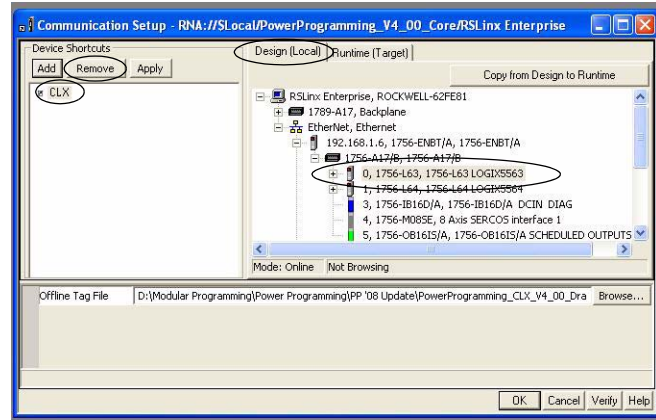 Communication Setup - RNA://$Local/PowerProgramming_V4_00_Core/RSLinx Enterprise
Device Shortcuts
Add Remove Apply
CLX
Design (Local) Runtime (Target)
Copy from Design to Runtime
RSLinx Enterprise, ROCKWELL-62FE81
1789-A17, Backplane
EtherNet, Ethernet
192.168.1.6, 1756-ENBT/A, 1756-ENBT/A
1756-A17/B, 1756-A17/B
0, 1756-L63, 1756-L63 LOGIX5563
1, 1756-L64, 1756-L64 LOGIX5564
3, 1756-IB16D/A, 1756-IB16D/A DCIN DIAG
4, 1756-M08SE, 8 Axis SERCOS interface 1
5, 1756-OB16IS/A, 1756-OB16IS/A SCHEDULED OUTPUTS
Mode: Online Not Browsing
Offline Tag File D:\Modular Programming\Power Programming\PP '08 Update\PowerProgramming_CLX_V4_00_Dra Browse...
OK Cancel Verify Help